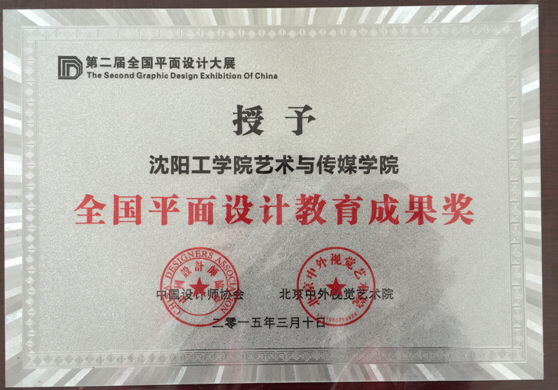 第二届全国平面设计大展
The Second Graphic Design Exhibition Of China
授予
沈阳工学院艺术与传媒学院
全国平面设计教育成果奖
中国设计师协会 北京中外视觉艺术院
二零一五年三月十日